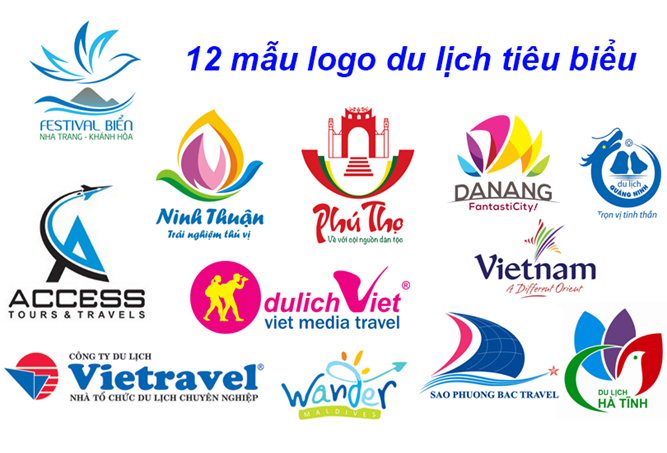 12 mẫu logo du lịch tiêu biểu
FESTIVAL BIỂN
NHA TRANG - KHÁNH HÒA
Ninh Thuận
Trải nghiệm thú vị
Phú Thọ
Về với cội nguồn dân tộc
DANANG
FantastiCity!
du lịch
QUẢNG NINH
Trọn vị tinh thần
ACCESS
TOURS & TRAVELS
dulichViet®
viet media travel
Vietnam
A Different Orient
CÔNG TY DU LỊCH
Vietravel®
NHÀ TỔ CHỨC DU LỊCH CHUYÊN NGHIỆP
Wander
MALDIVES
SAO PHUONG BAC TRAVEL
DU LỊCH
HÀ TĨNH